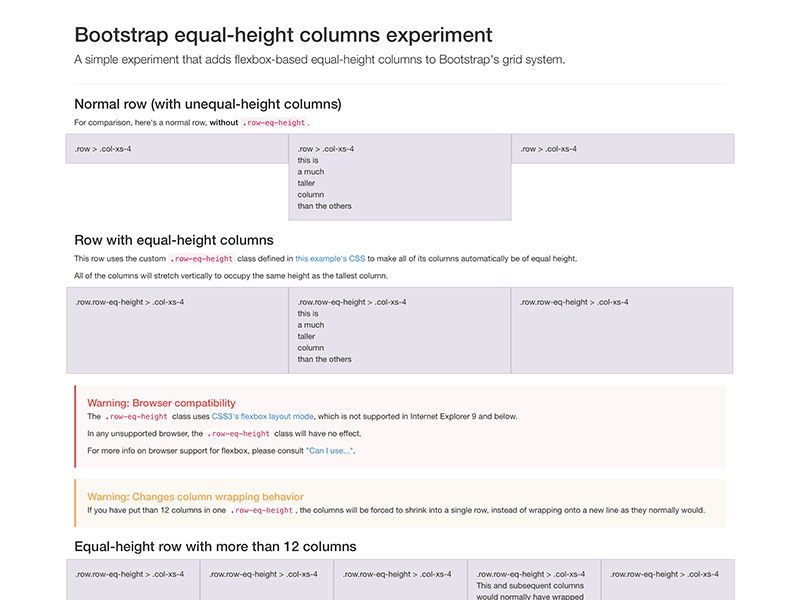 Bootstrap equal-height columns experiment
A simple experiment that adds flexbox-based equal-height columns to Bootstrap's grid system.
Normal row (with unequal-height columns)
For comparison, here's a normal row, without .row-eq-height .
.row > .col-xs-4
.row > .col-xs-4
this is
a much
taller
column
than the others
.row > .col-xs-4
Row with equal-height columns
This row uses the custom .row-eq-height class defined in this example's CSS to make all of its columns automatically be of equal height.
All of the columns will stretch vertically to occupy the same height as the tallest column.
.row.row-eq-height > .col-xs-4
.row.row-eq-height > .col-xs-4
this is
a much
taller
column
than the others
.row.row-eq-height > .col-xs-4
Warning: Browser compatibility
The .row-eq-height class uses CSS3's flexbox layout mode, which is not supported in Internet Explorer 9 and below.
In any unsupported browser, the .row-eq-height class will have no effect.
For more info on browser support for flexbox, please consult "Can I use...".
Warning: Changes column wrapping behavior
If you have put than 12 columns in one .row-eq-height , the columns will be forced to shrink into a single row, instead of wrapping onto a new line as they normally would.
Equal-height row with more than 12 columns
.row.row-eq-height > .col-xs-4
.row.row-eq-height > .col-xs-4
.row.row-eq-height > .col-xs-4
.row.row-eq-height > .col-xs-4
This and subsequent columns
would normally have wrapped
.row.row-eq-height > .col-xs-4